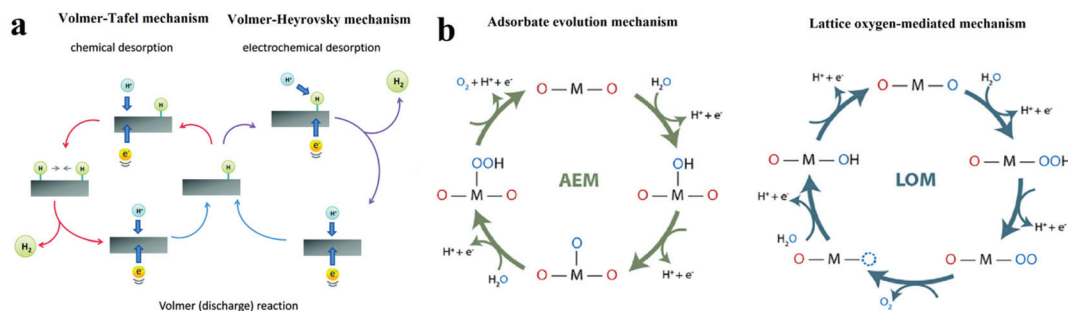 a
Volmer-Tafel mechanism
Volmer-Heyrovsky mechanism
chemical desorption
electrochemical desorption
H⁺
H
e⁻
H⁺
H
e⁻
H₂
H
H
H
H₂
H⁺
e⁻
H⁺
e⁻
Volmer (discharge) reaction
b
Adsorbate evolution mechanism
O₂ + H⁺ + e⁻
O — M — O
H₂O
H⁺ + e⁻
OOH
O — M — O
AEM
OH
O — M — O
H⁺ + e⁻
H₂O
O
O — M — O
H⁺ + e⁻
Lattice oxygen-mediated mechanism
H⁺ + e⁻
O — M — O
H₂O
H⁺ + e⁻
O — M — OH
LOM
O — M — OOH
H⁺ + e⁻
H₂O
H⁺ + e⁻
O — M —
O — M — OO
O₂